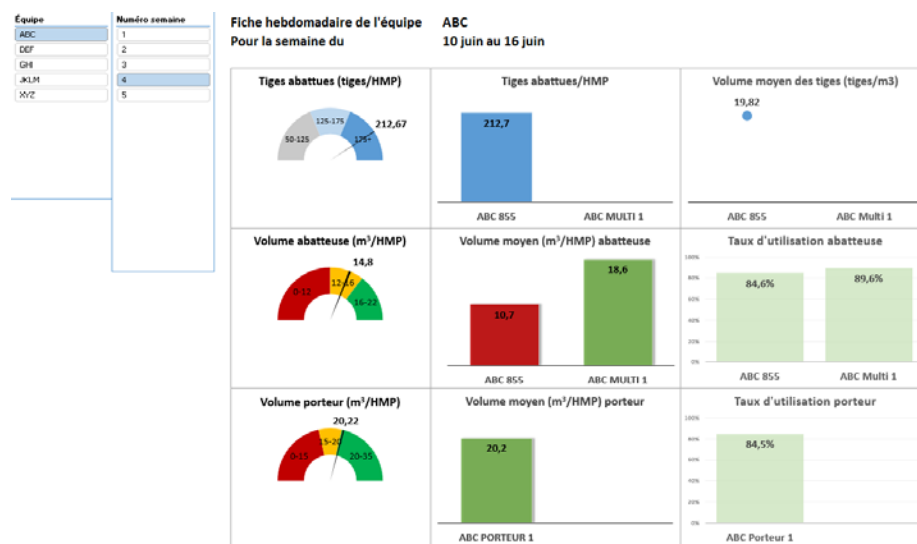 Équipe
ABC
DEF
GHI
JKLM
XYZ
Numéro semaine
1
2
3
4
5
Fiche hebdomadaire de l'équipe ABC
Pour la semaine du 10 juin au 16 juin
Tiges abattues (tiges/HMP)
50-125
125-175
175+
212,67
Tiges abattues/HMP
212,7
ABC 855 ABC MULTI 1
Volume moyen des tiges (tiges/m3)
19,82
ABC 855 ABC Multi 1
Volume abatteuse (m³/HMP)
0-12
12-16
16-22
14,8
Volume moyen (m³/HMP) abatteuse
10,7
18,6
ABC 855 ABC MULTI 1
Taux d'utilisation abatteuse
100%
80%
60%
40%
20%
0%
84,6%
89,6%
ABC 855 ABC Multi 1
Volume porteur (m³/HMP)
0-15
15-20
20-35
20,22
Volume moyen (m³/HMP) porteur
20,2
ABC PORTEUR 1
Taux d'utilisation porteur
100%
80%
60%
40%
20%
0%
84,5%
ABC Porteur 1